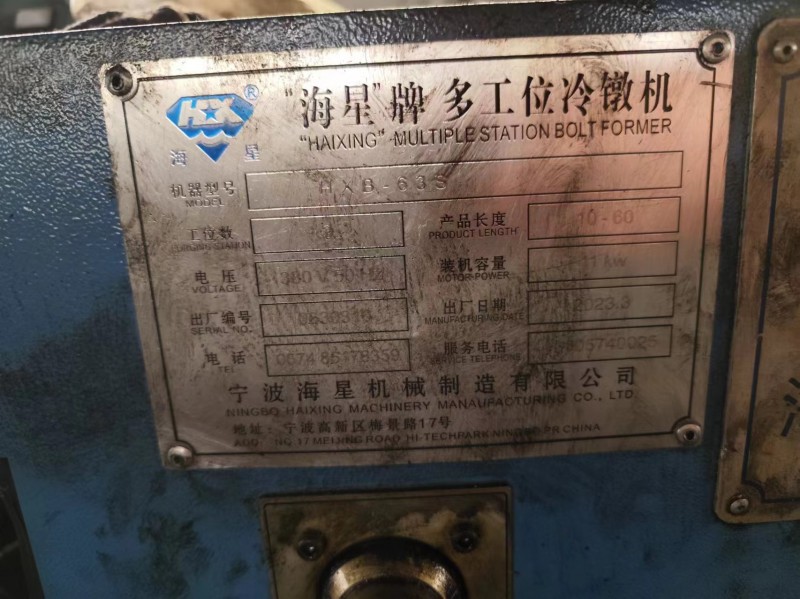 HX ®
海 星
"海星"牌 多工位冷镦机
"HAIXING"-MULTIPLE STATION BOLT FORMER
机器型号 HXB-63S
MODEL
工位数 产品长度 10-60
STATION PRODUCT LENGTH
电压 380V 50Hz 装机容量 11kw
VOLTAGE MOTOR-POWER
出厂编号 出厂日期 2023.3
SERIAL NO. MANUFACTURING DATE
电话 0574 86178359 服务电话
TEL TELEPHONE
宁波海星机械制造有限公司
NINGBO HAIXING MACHINERY MANAUFACTURING CO., LTD.
地址: 宁波高新区梅景路17号
ADD: NO.17 MEIJING ROAD HI-TECHPARK NINGBO PR CHINA